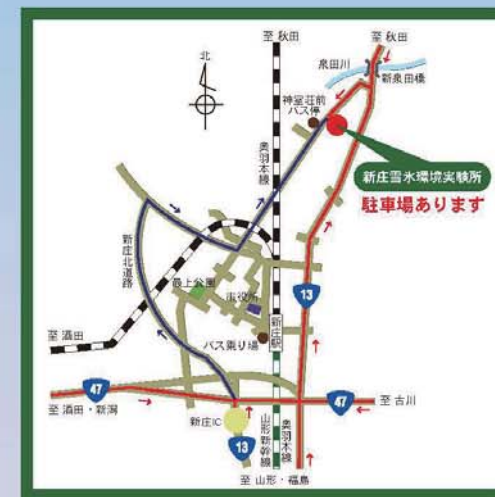 至 秋田
至 秋田
北
泉田川
新泉田橋
神室荘前
バス停
新庄雪氷環境実験所
駐車場あります
奥羽本線
新庄北道路
最上公園
市役所
新庄駅
13
至 酒田
バス乗り場
47
47
至 古川
至 酒田・新潟
新庄IC
13
山形新幹線
奥羽本線
至 山形・福島